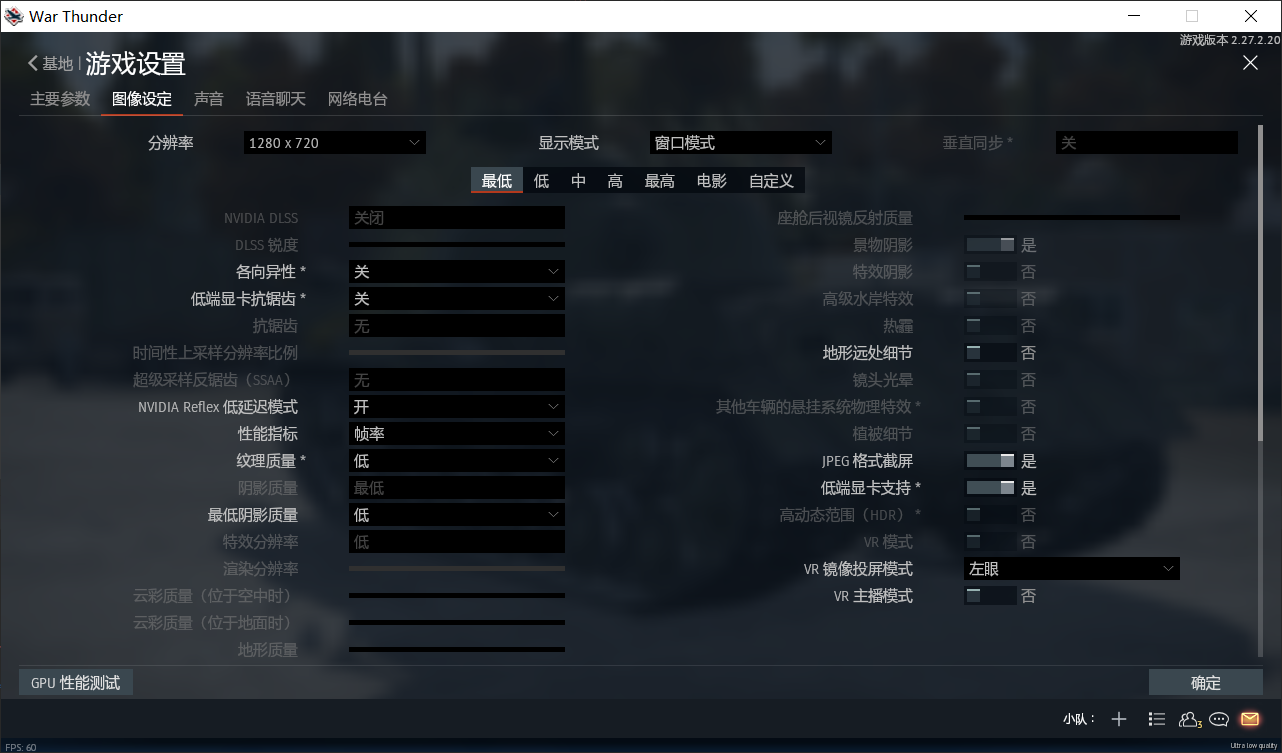 War Thunder
游戏版本 2.27.2.20
基地 | 游戏设置
主要参数 图像设定 声音 语音聊天 网络电台
分辨率 1280 x 720 显示模式 窗口模式 垂直同步 * 关
最低 低 中 高 最高 电影 自定义
NVIDIA DLSS 关闭 座舱后视镜反射质量
DLSS 锐度 景物阴影 是
各向异性 * 关 特效阴影 否
低端显卡抗锯齿 * 关 高级水岸特效 否
抗锯齿 无 热霾 否
时间性上采样分辨率比例 地形远处细节 否
超级采样反锯齿（SSAA） 无 镜头光晕 否
NVIDIA Reflex 低延迟模式 开 其他车辆的悬挂系统物理特效 * 否
性能指标 帧率 植被细节 否
纹理质量 * 低 JPEG 格式截屏 是
阴影质量 最低 低端显卡支持 * 是
最低阴影质量 低 高动态范围（HDR） * 否
特效分辨率 低 VR 模式 否
渲染分辨率 VR 镜像投屏模式 左眼
云彩质量（位于空中时） VR 主播模式 否
云彩质量（位于地面时）
地形质量
GPU 性能测试 确定
小队： 3
FPS: 60 Ultra low quality